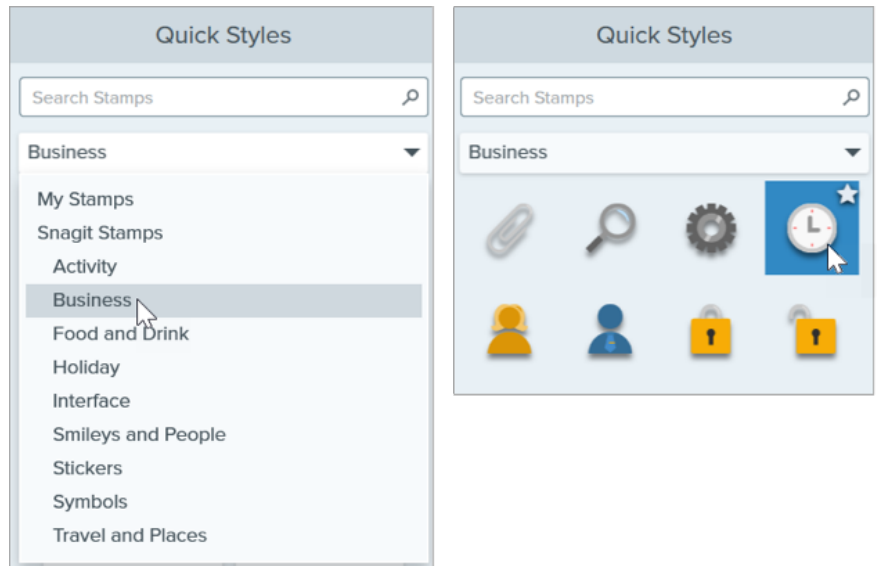 Quick Styles
Search Stamps
Business
My Stamps
Snagit Stamps
Activity
Business
Food and Drink
Holiday
Interface
Smileys and People
Stickers
Symbols
Travel and Places
Quick Styles
Search Stamps
Business